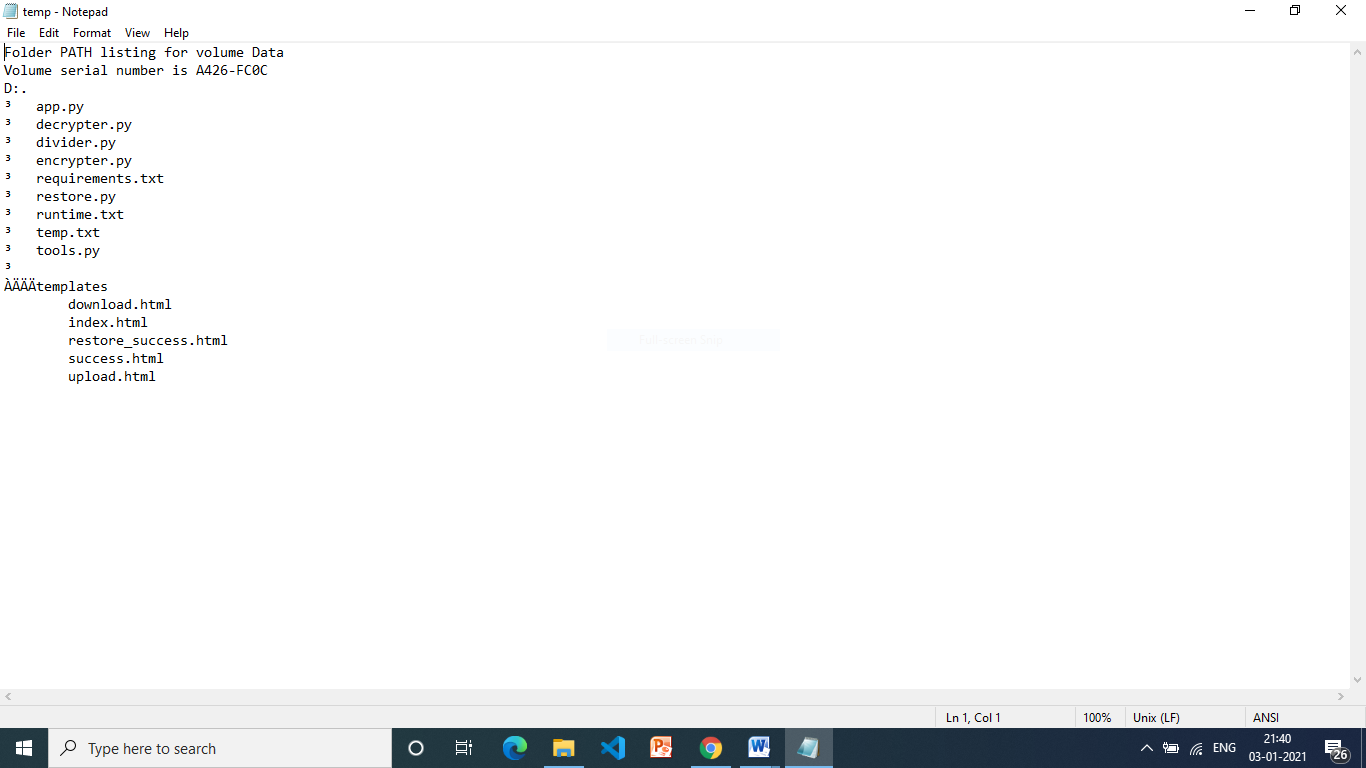 temp - Notepad
File Edit Format View Help
Folder PATH listing for volume Data
Volume serial number is A426-FC0C
D:.
³   app.py
³   decrypter.py
³   divider.py
³   encrypter.py
³   requirements.txt
³   restore.py
³   runtime.txt
³   temp.txt
³   tools.py
³
ÀÄÄÄtemplates
        download.html
        index.html
        restore_success.html
        success.html
        upload.html
Full-screen Snip
Ln 1, Col 1 100% Unix (LF) ANSI
Type here to search ENG 21:40
03-01-2021 26